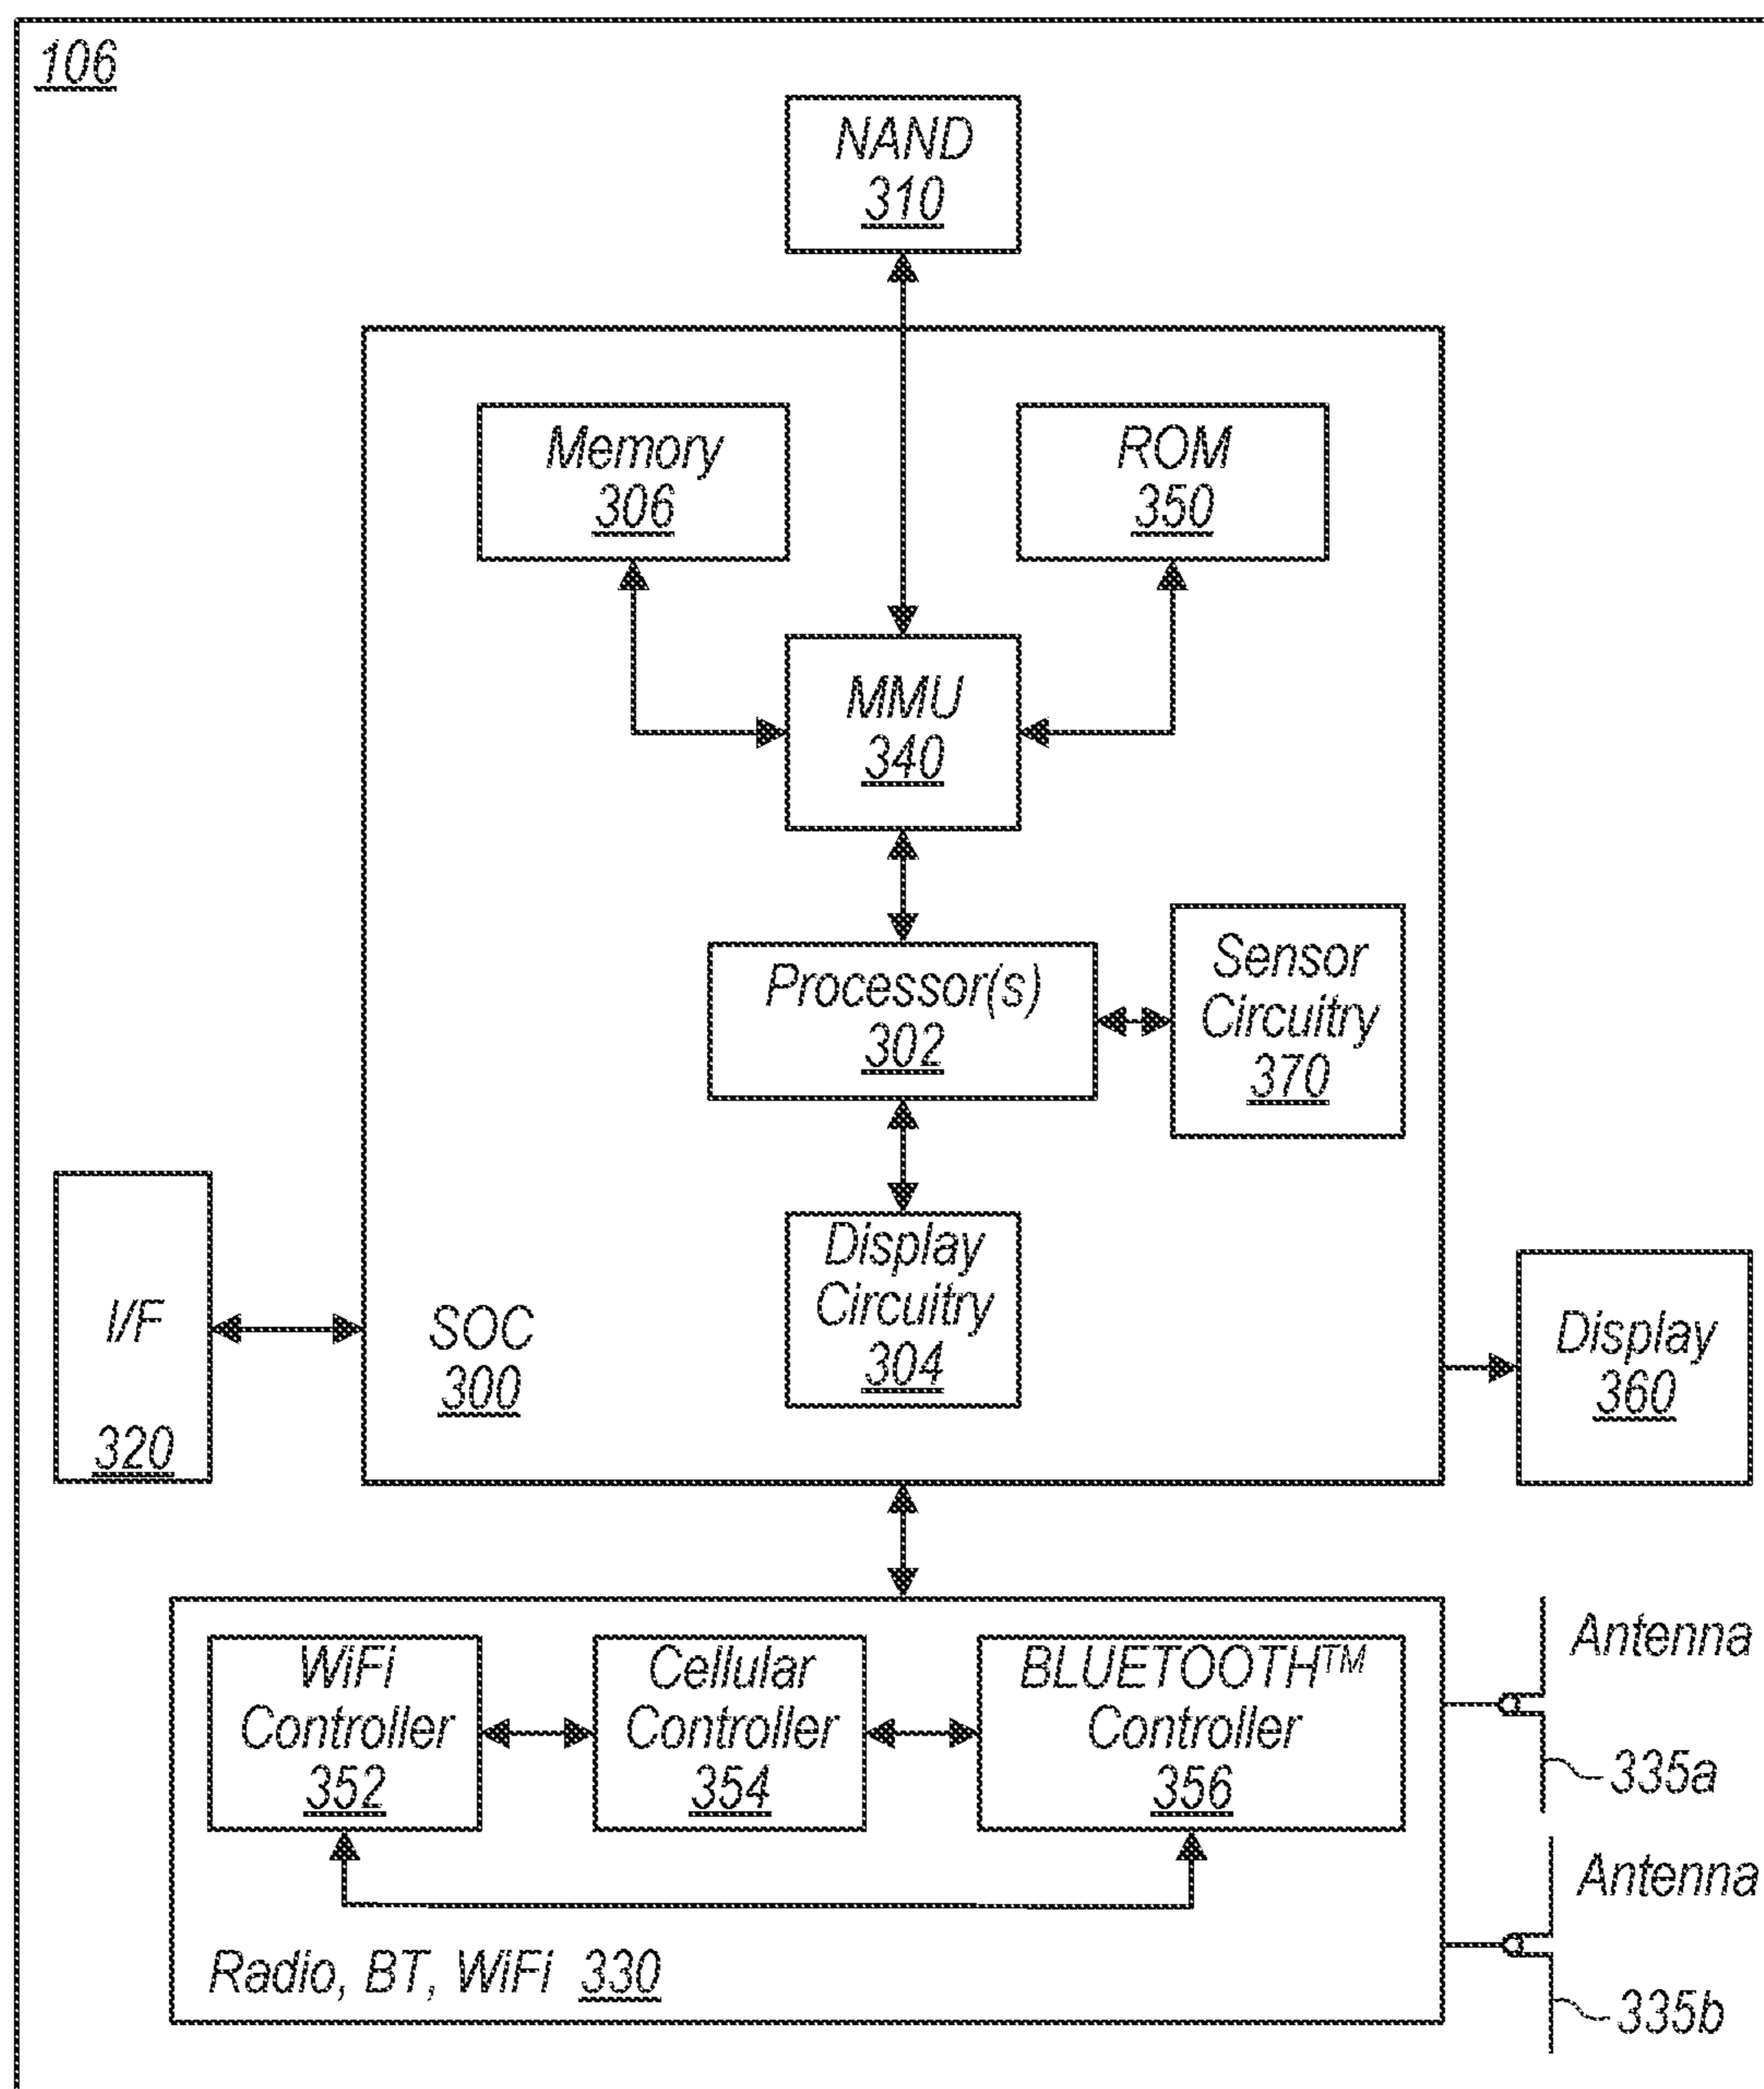 106
NAND
310
Memory
306
ROM
350
MMU
340
Processor(s)
302
Sensor
Circuitry
370
Display
Circuitry
304
I/F
320
SOC
300
Display
360
WiFi
Controller
352
Cellular
Controller
354
BLUETOOTH™
Controller
356
Antenna
335a
Antenna
335b
Radio, BT, WiFi 330